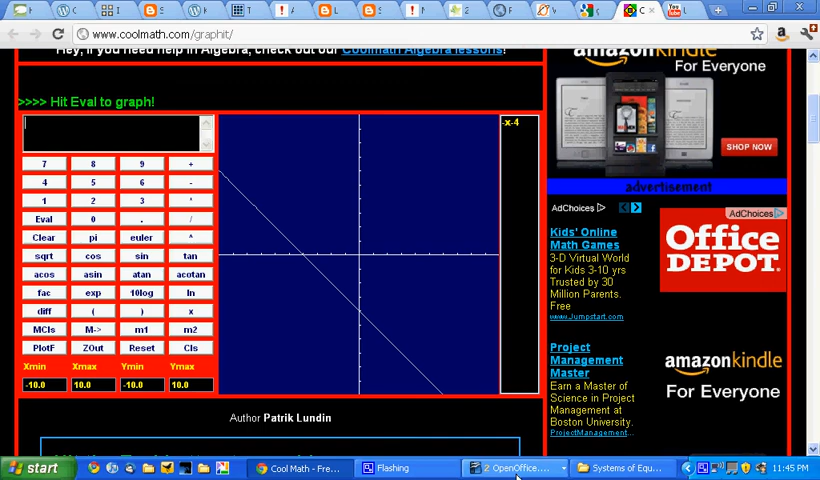 www.coolmath.com/graphit/
Hey, if you need help in Algebra, check out our Coolmath Algebra lessons!
>>>> Hit Eval to graph!
-x-4
7 8 9 +
4 5 6 -
1 2 3 *
Eval 0 . /
Clear pi euler ^
sqrt cos sin tan
acos asin atan acotan
fac exp 10log ln
diff ( ) x
MCls M-> m1 m2
PlotF ZOut Reset Cls
Xmin Xmax Ymin Ymax
-10.0 10.0 -10.0 10.0
Author Patrik Lundin
amazonkindle
For Everyone
SHOP NOW
advertisement
AdChoices
Kids' Online
Math Games
3-D Virtual World
for Kids 3-10 yrs
Trusted by 30
Million Parents.
Free
www.Jumpstart.com
Project
Management
Master
Earn a Master of
Science in Project
Management at
Boston University.
ProjectManagement...
AdChoices
Office
DEPOT.
amazonkindle
For Everyone
start
Cool Math - Fre...
Flashing
2 OpenOffice....
Systems of Equ...
11:45 PM